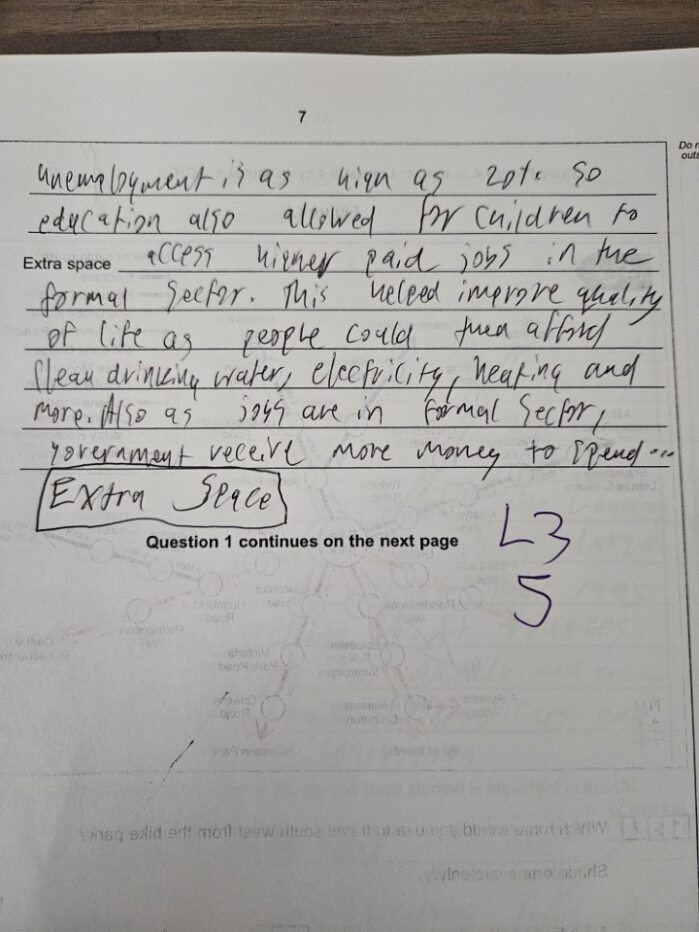 7
Do n
outs
unemployment is as high as 20%. So
education also allowed for children to
Extra space access higher paid jobs in the
formal sector. This helped improve quality
of life as people could then afford
clean drinking water, electricity, heating and
more. Also as jobs are in formal sector,
government receive more money to spend...
Extra Space
Question 1 continues on the next page
L3
5